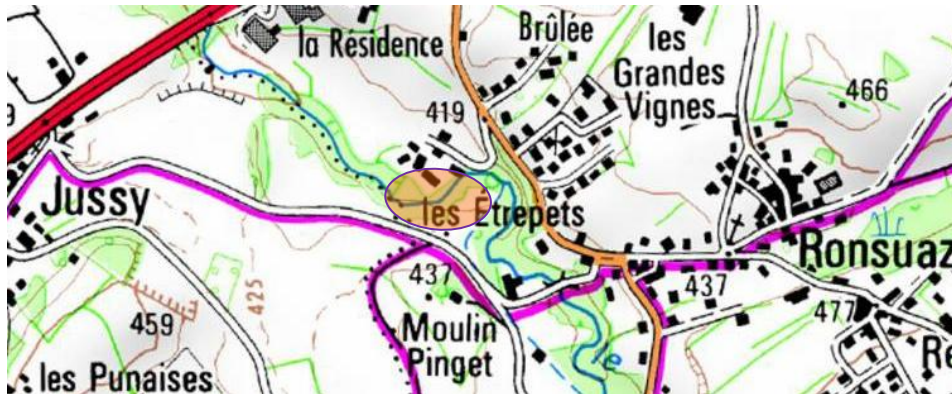 la Résidence
Brûlée
les
Grandes
Vignes
419
466
Jussy
les Etrepets
Ronsuaz
437
437
425
477
459
Moulin
Pinget
le
les Punaises